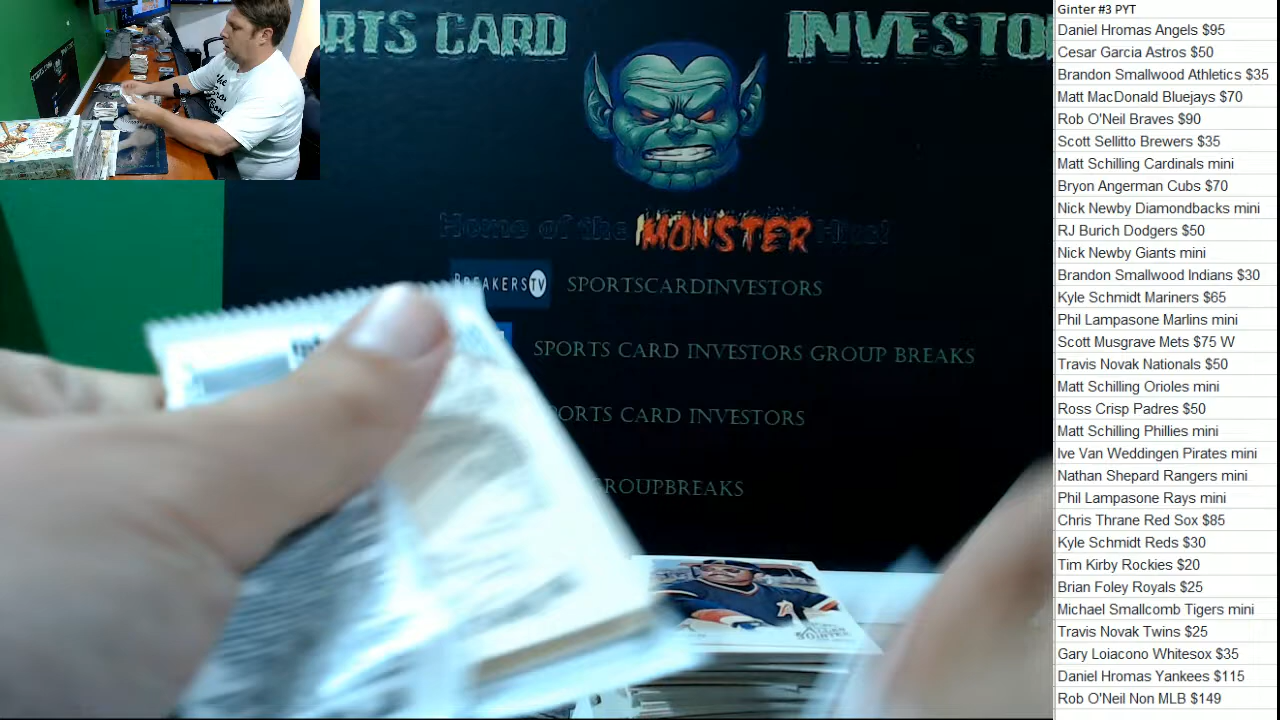 RTS CARD INVESTO
Home of the MONSTER Hits!
BREAKERSTV SPORTSCARDINVESTORS
SPORTS CARD INVESTORS GROUP BREAKS
PORTS CARD INVESTORS
GROUPBREAKS
Ginter #3 PYT
Daniel Hromas Angels $95
Cesar Garcia Astros $50
Brandon Smallwood Athletics $35
Matt MacDonald Bluejays $70
Rob O'Neil Braves $90
Scott Sellitto Brewers $35
Matt Schilling Cardinals mini
Bryon Angerman Cubs $70
Nick Newby Diamondbacks mini
RJ Burich Dodgers $50
Nick Newby Giants mini
Brandon Smallwood Indians $30
Kyle Schmidt Mariners $65
Phil Lampasone Marlins mini
Scott Musgrave Mets $75 W
Travis Novak Nationals $50
Matt Schilling Orioles mini
Ross Crisp Padres $50
Matt Schilling Phillies mini
Ive Van Weddingen Pirates mini
Nathan Shepard Rangers mini
Phil Lampasone Rays mini
Chris Thrane Red Sox $85
Kyle Schmidt Reds $30
Tim Kirby Rockies $20
Brian Foley Royals $25
Michael Smallcomb Tigers mini
Travis Novak Twins $25
Gary Loiacono Whitesox $35
Daniel Hromas Yankees $115
Rob O'Neil Non MLB $149